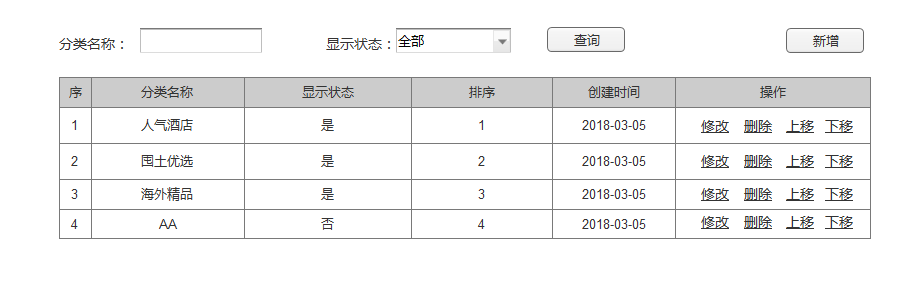 分类名称： 显示状态： 全部 查询 新增
序 分类名称 显示状态 排序 创建时间 操作
1 人气酒店 是 1 2018-03-05 修改 删除 上移 下移
2 囤土优选 是 2 2018-03-05 修改 删除 上移 下移
3 海外精品 是 3 2018-03-05 修改 删除 上移 下移
4 AA 否 4 2018-03-05 修改 删除 上移 下移